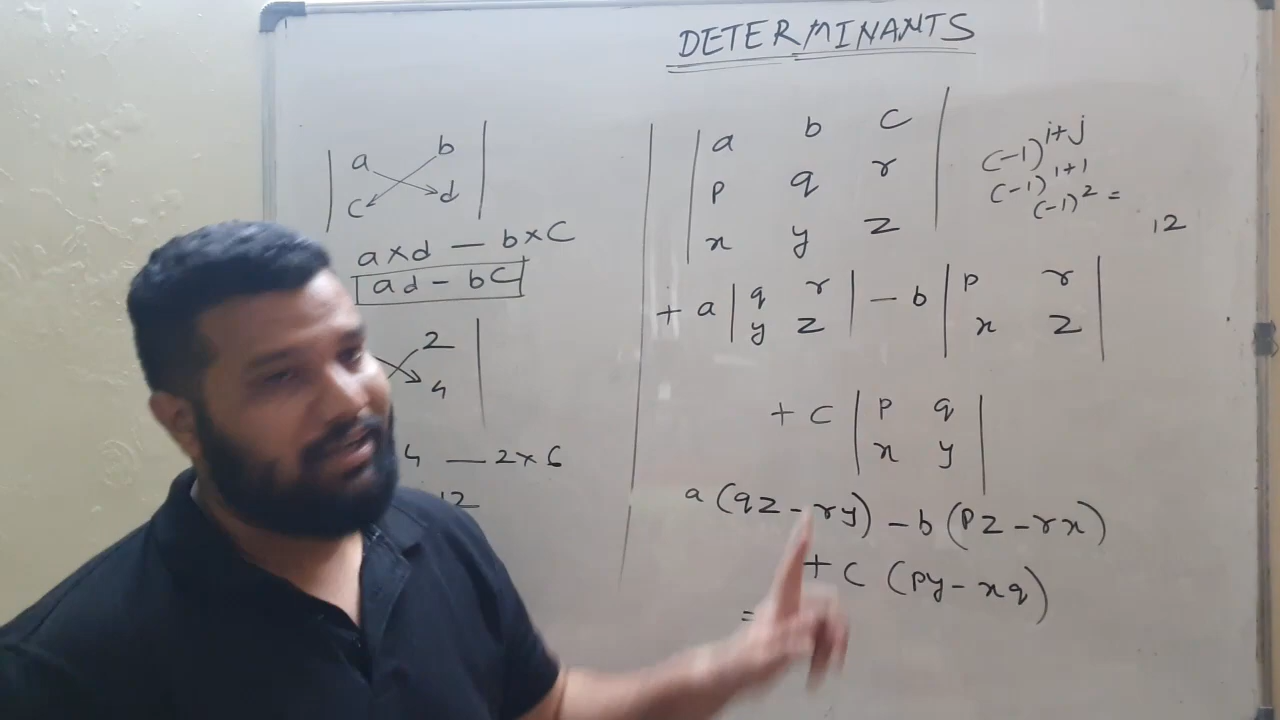 DETERMINANTS
a b
c d
a×d — b×c
ad - bc
2
4
4 — 2×6
12
a b c
p q r
x y z
(-1)^i+j
(-1)^1+1
(-1)^2 =
12
+ a | q r | — b | p r |
y z x z
+ c | p q |
x y
a (qz - ry) - b (pz - rx)
+ c (py - xq)
=